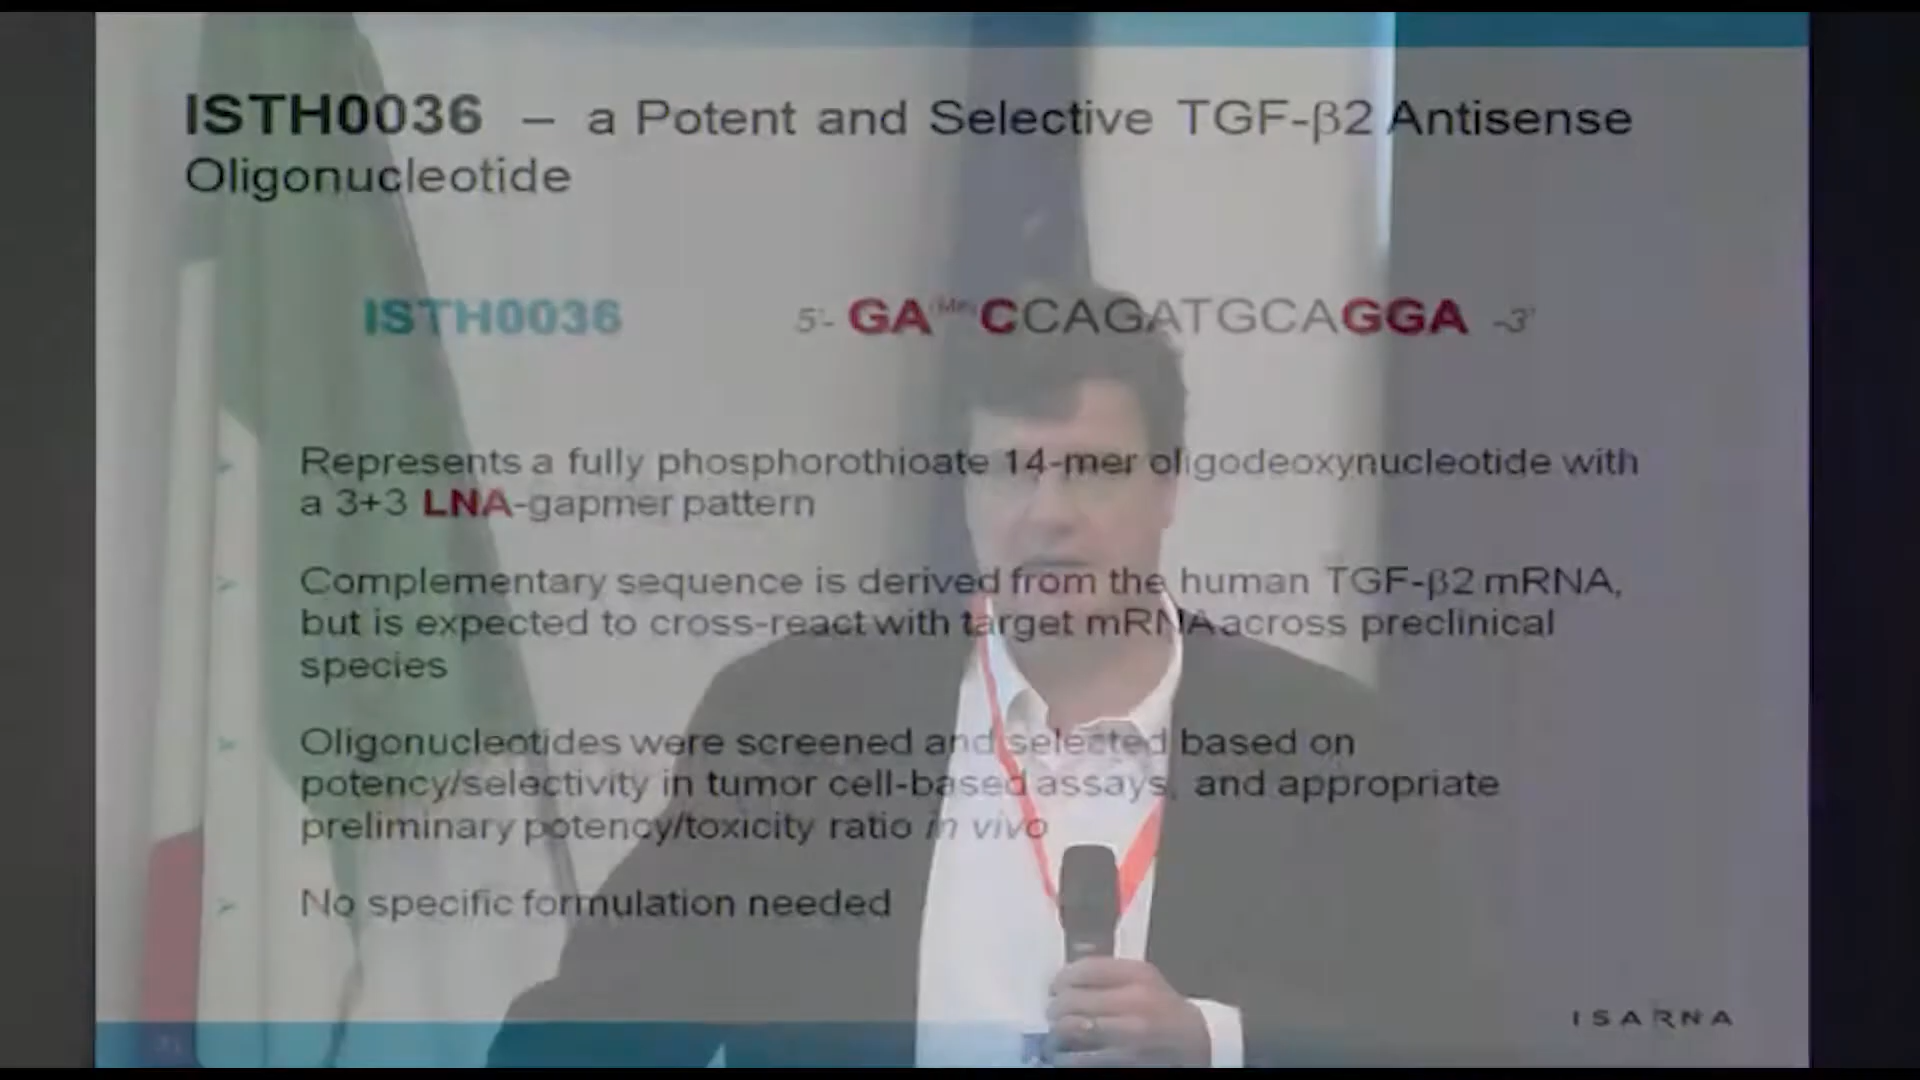 ISTH0036 – a Potent and Selective TGF-β2 Antisense
Oligonucleotide
ISTH0036 5'- GA(Me)CCAGATGCAGGA -3'
➢ Represents a fully phosphorothioate 14-mer oligodeoxynucleotide with
a 3+3 LNA-gapmer pattern
➢ Complementary sequence is derived from the human TGF-β2 mRNA,
but is expected to cross-react with target mRNA across preclinical
species
➢ Oligonucleotides were screened and selected based on
potency/selectivity in tumor cell-based assays, and appropriate
preliminary potency/toxicity ratio in vivo
➢ No specific formulation needed
ISARNA